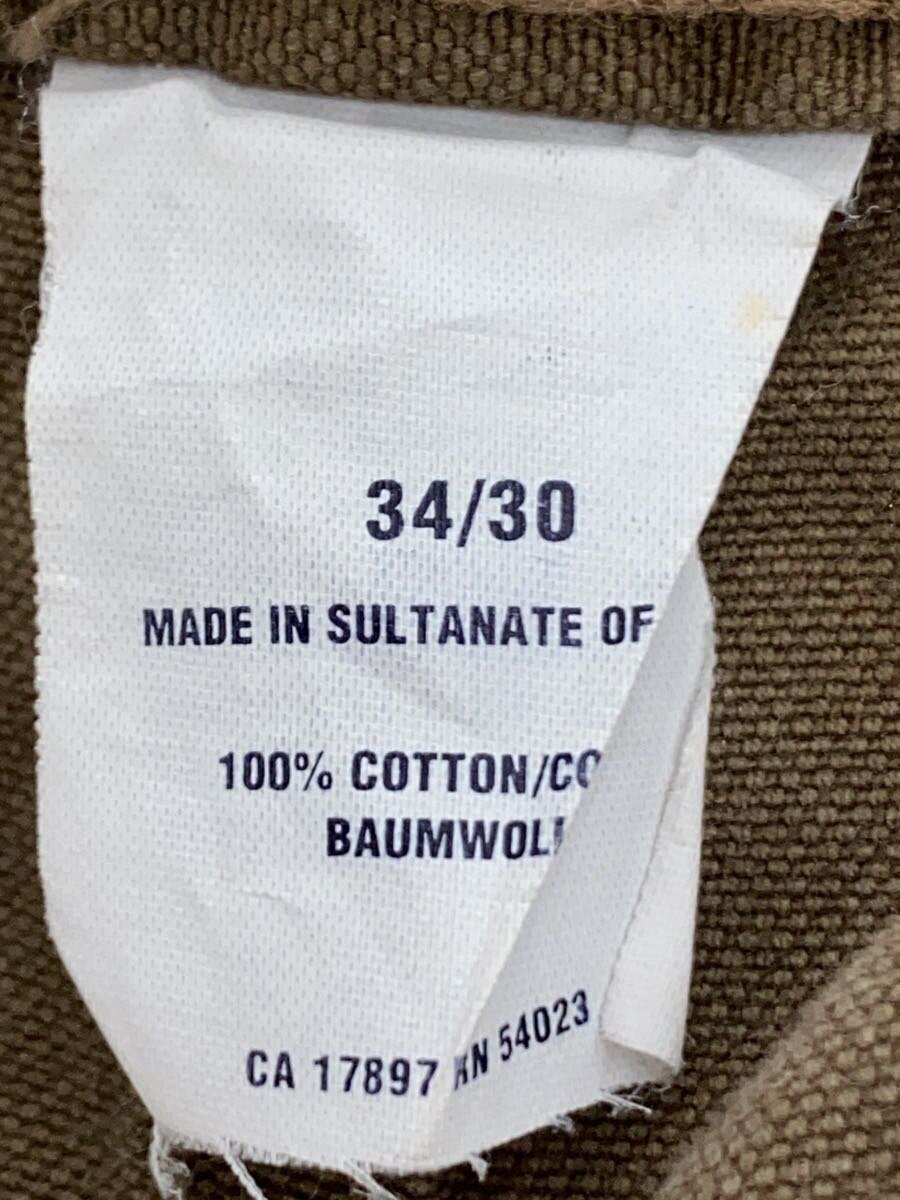 34/30
MADE IN SULTANATE OF
100% COTTON/CO
BAUMWOL
CA 17897 RN 54023